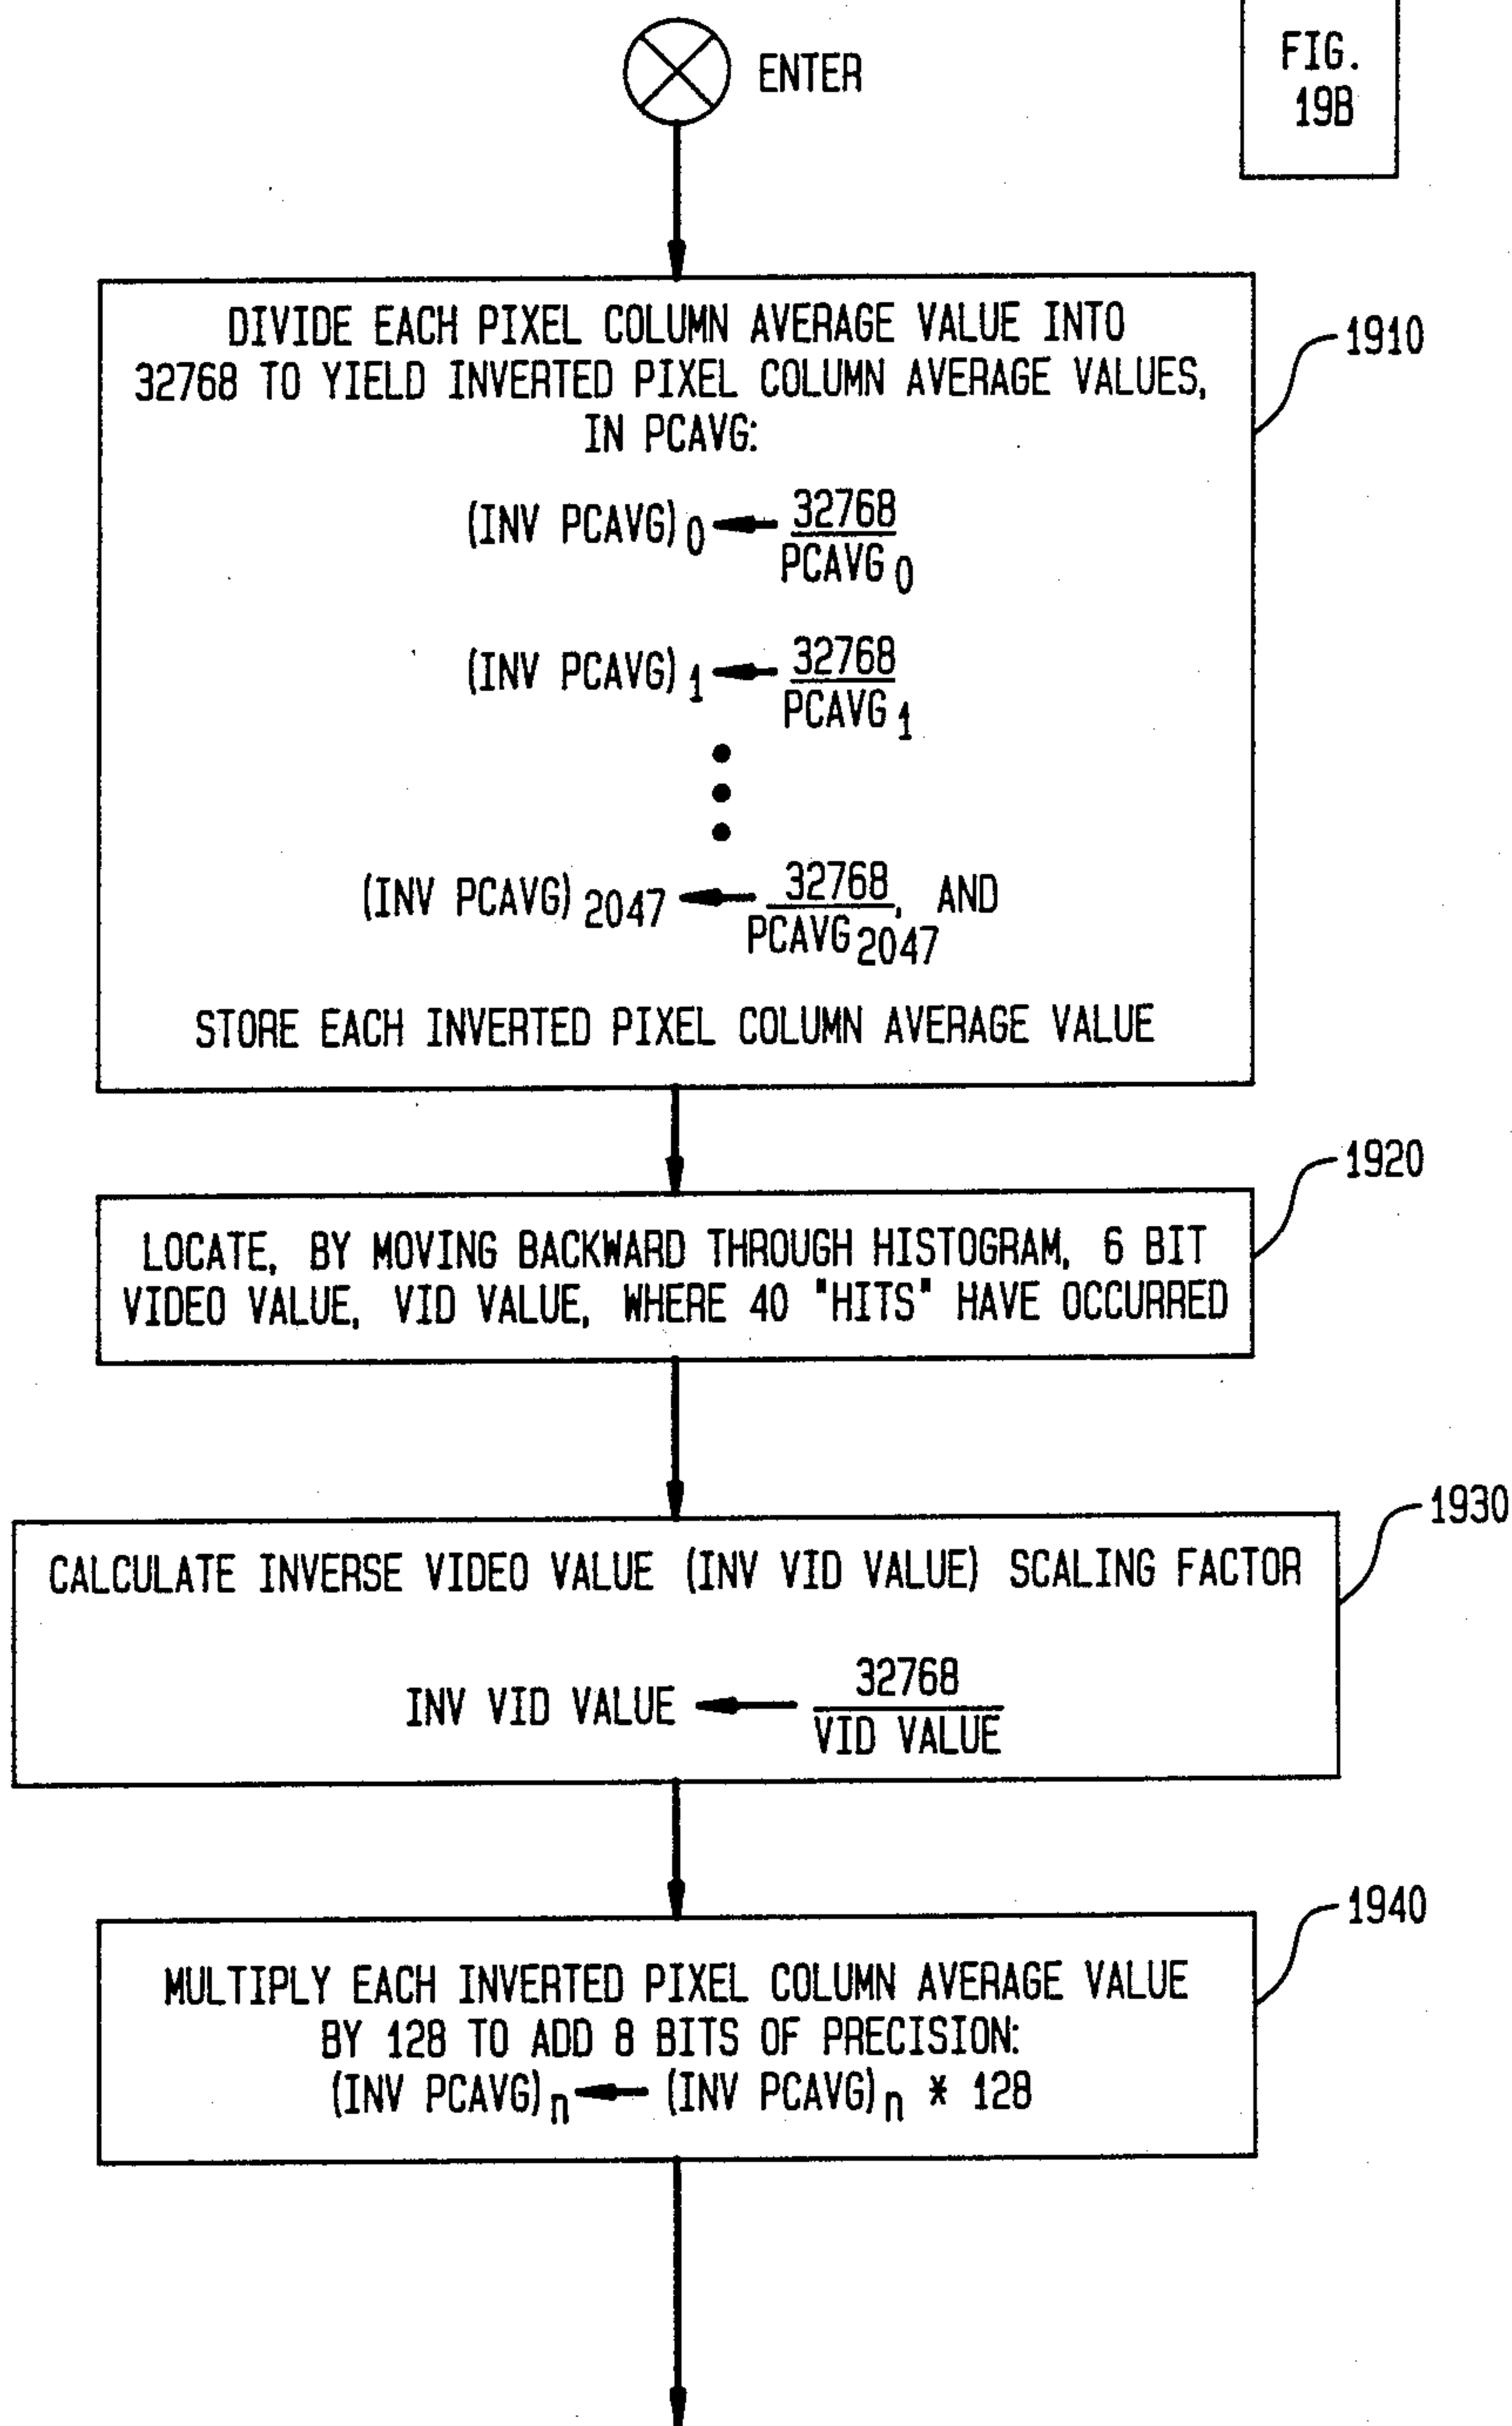 FIG.
19B
ENTER
DIVIDE EACH PIXEL COLUMN AVERAGE VALUE INTO
32768 TO YIELD INVERTED PIXEL COLUMN AVERAGE VALUES,
IN PCAVG:
(INV PCAVG)0 ← 32768
PCAVG0
(INV PCAVG)1 ← 32768
PCAVG1
(INV PCAVG)2047 ← 32768, AND
PCAVG2047
STORE EACH INVERTED PIXEL COLUMN AVERAGE VALUE
1910
LOCATE, BY MOVING BACKWARD THROUGH HISTOGRAM, 6 BIT
VIDEO VALUE, VID VALUE, WHERE 40 "HITS" HAVE OCCURRED
1920
CALCULATE INVERSE VIDEO VALUE (INV VID VALUE) SCALING FACTOR
INV VID VALUE ← 32768
VID VALUE
1930
MULTIPLY EACH INVERTED PIXEL COLUMN AVERAGE VALUE
BY 128 TO ADD 8 BITS OF PRECISION:
(INV PCAVG)n ← (INV PCAVG)n * 128
1940